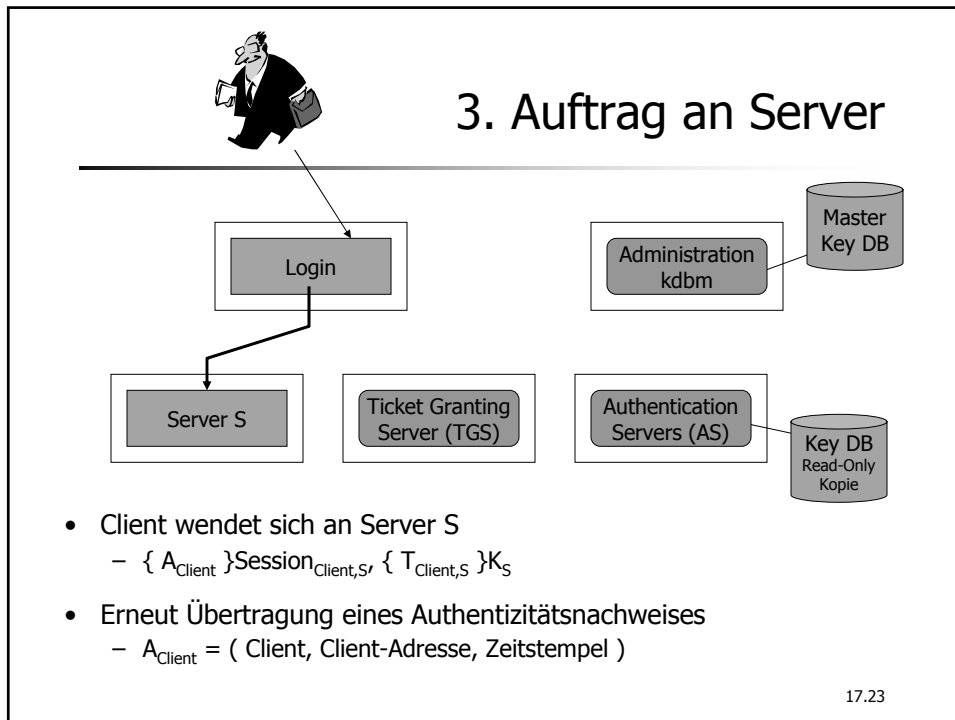 3. Auftrag an Server
Master
Key DB
Login
Administration
kdbm
Server S
Ticket Granting
Server (TGS)
Authentication
Servers (AS)
Key DB
Read-Only
Kopie
• Client wendet sich an Server S
– { A_Client }Session_Client,S, { T_Client,S }K_S
• Erneut Übertragung eines Authentizitätsnachweises
– A_Client = ( Client, Client-Adresse, Zeitstempel )
17.23